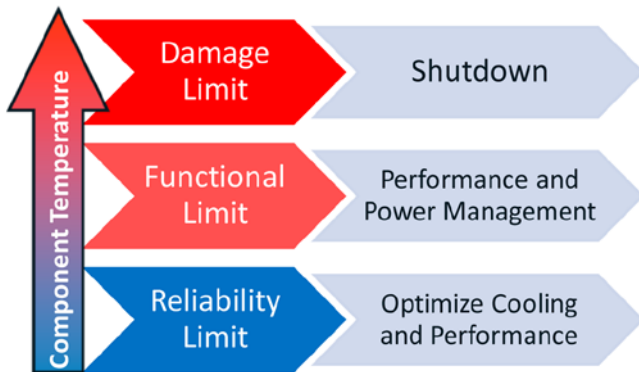 Component Temperature
Damage
Limit
Shutdown
Functional
Limit
Performance and
Power Management
Reliability
Limit
Optimize Cooling
and Performance